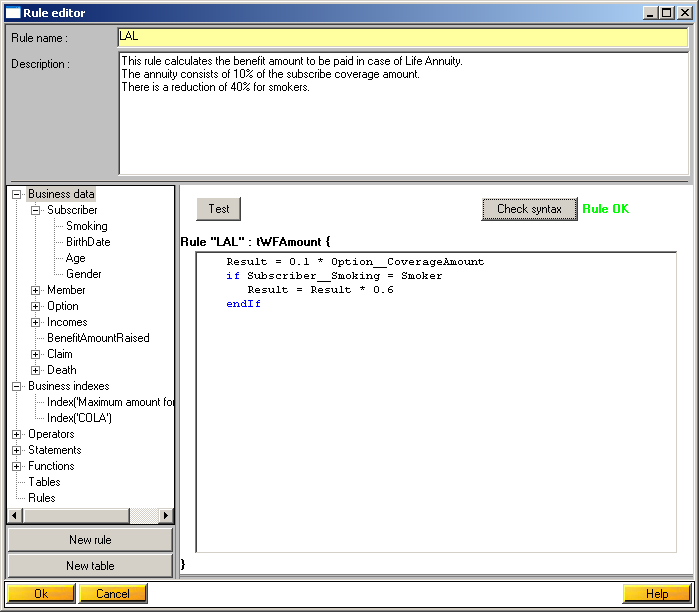 Rule editor
Rule name :
LAL
Description :
This rule calculates the benefit amount to be paid in case of Life Annuity.
The annuity consists of 10% of the subscribe coverage amount.
There is a reduction of 40% for smokers.
Business data
Subscriber
Smoking
BirthDate
Age
Gender
Member
Option
Incomes
BenefitAmountRaised
Claim
Death
Business indexes
Index('Maximum amount for
Index('COLA')
Operators
Statements
Functions
Tables
Rules
New rule
New table
Test
Check syntax
Rule OK
Rule "LAL" : tWFAmount {
Result = 0.1 * Option__CoverageAmount
if Subscriber__Smoking = Smoker
Result = Result * 0.6
endIf
}
Ok
Cancel
Help